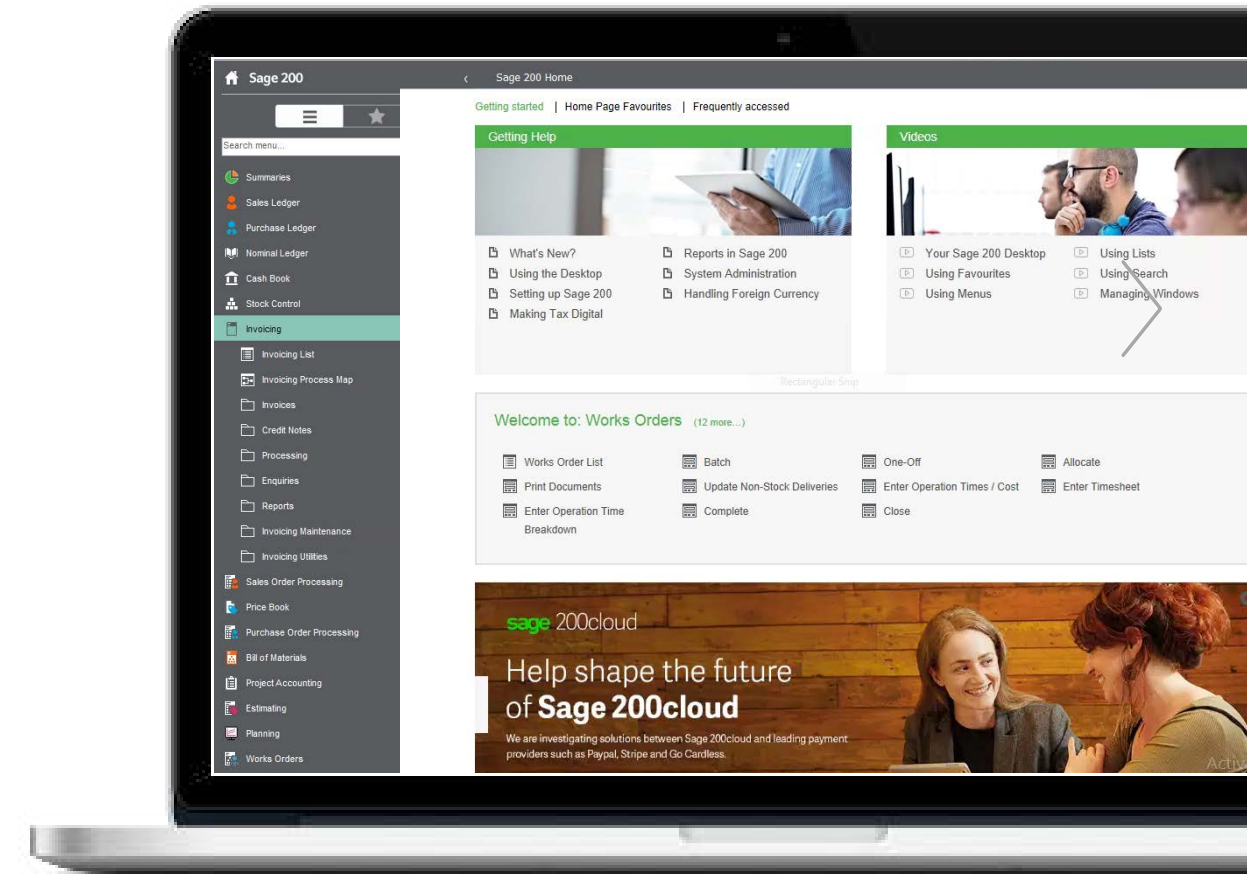 Sage 200
Sage 200 Home
Getting started | Home Page Favourites | Frequently accessed
Search menu...
Summaries
Sales Ledger
Purchase Ledger
Nominal Ledger
Cash Book
Stock Control
Invoicing
Invoicing List
Invoicing Process Map
Invoices
Credit Notes
Processing
Enquiries
Reports
Invoicing Maintenance
Invoicing Utilities
Sales Order Processing
Price Book
Purchase Order Processing
Bill of Materials
Project Accounting
Estimating
Planning
Works Orders
Getting Help
What's New?
Using the Desktop
Setting up Sage 200
Making Tax Digital
Reports in Sage 200
System Administration
Handling Foreign Currency
Videos
Your Sage 200 Desktop
Using Favourites
Using Menus
Using Lists
Using Search
Managing Windows
Rectangular Snip
Welcome to: Works Orders (12 more...)
Works Order List
Batch
One-Off
Allocate
Print Documents
Update Non-Stock Deliveries
Enter Operation Times / Cost
Enter Timesheet
Enter Operation Time
Breakdown
Complete
Close
sage 200cloud
Help shape the future
of Sage 200cloud
We are investigating solutions between Sage 200cloud and leading payment
providers such as Paypal, Stripe and Go Cardless.
Activ